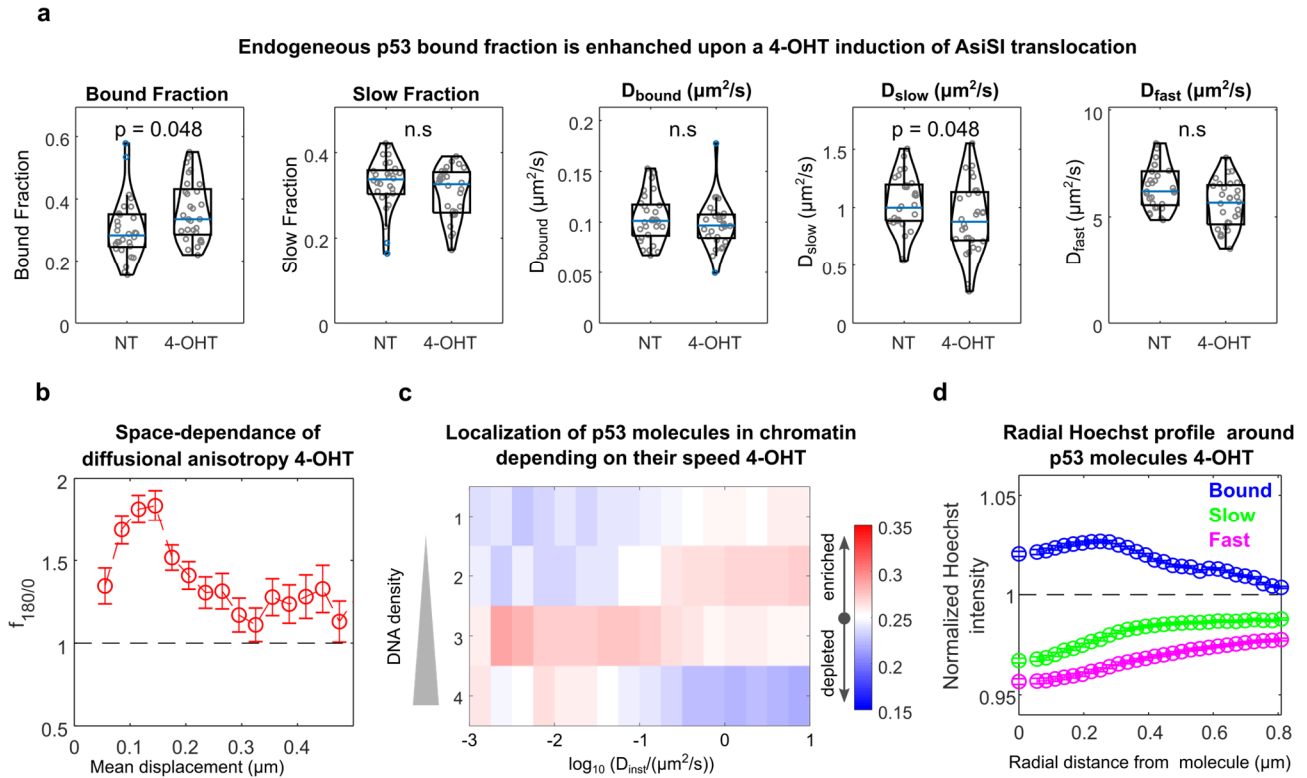 a
Endogeneous p53 bound fraction is enhanched upon a 4-OHT induction of AsiSI translocation
Bound Fraction
p = 0.048
Bound Fraction
0.6
0.4
0.2
0
NT
4-OHT
Slow Fraction
n.s
Slow Fraction
0.4
0.2
0
NT
4-OHT
D_bound (µm²/s)
n.s
D_bound (µm²/s)
0.2
0.15
0.1
0.05
0
NT
4-OHT
D_slow (µm²/s)
p = 0.048
D_slow (µm²/s)
1.5
1
0.5
0
NT
4-OHT
D_fast (µm²/s)
n.s
D_fast (µm²/s)
10
5
0
NT
4-OHT
b
Space-dependance of
diffusional anisotropy 4-OHT
f_180/0
2
1.5
1
0.5
0
0.1
0.2
0.3
0.4
Mean displacement (µm)
c
Localization of p53 molecules in chromatin
depending on their speed 4-OHT
DNA density
1
2
3
4
-3
-2
-1
0
1
log₁₀ (D_inst/(µm²/s))
enriched
depleted
0.35
0.3
0.25
0.2
0.15
d
Radial Hoechst profile around
p53 molecules 4-OHT
Normalized Hoechst
intensity
1.05
1
0.95
Bound
Slow
Fast
0
0.2
0.4
0.6
0.8
Radial distance from molecule (µm)